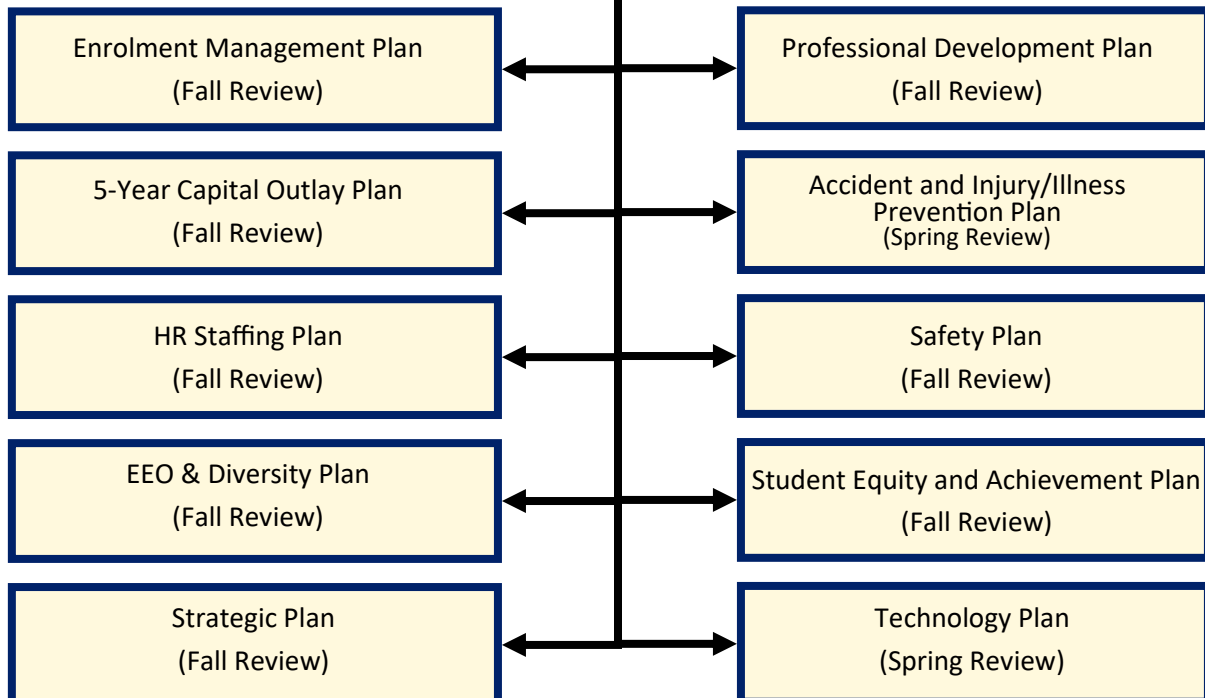 Enrolment Management Plan
(Fall Review)
Professional Development Plan
(Fall Review)
5-Year Capital Outlay Plan
(Fall Review)
Accident and Injury/Illness
Prevention Plan
(Spring Review)
HR Staffing Plan
(Fall Review)
Safety Plan
(Fall Review)
EEO & Diversity Plan
(Fall Review)
Student Equity and Achievement Plan
(Fall Review)
Strategic Plan
(Fall Review)
Technology Plan
(Spring Review)